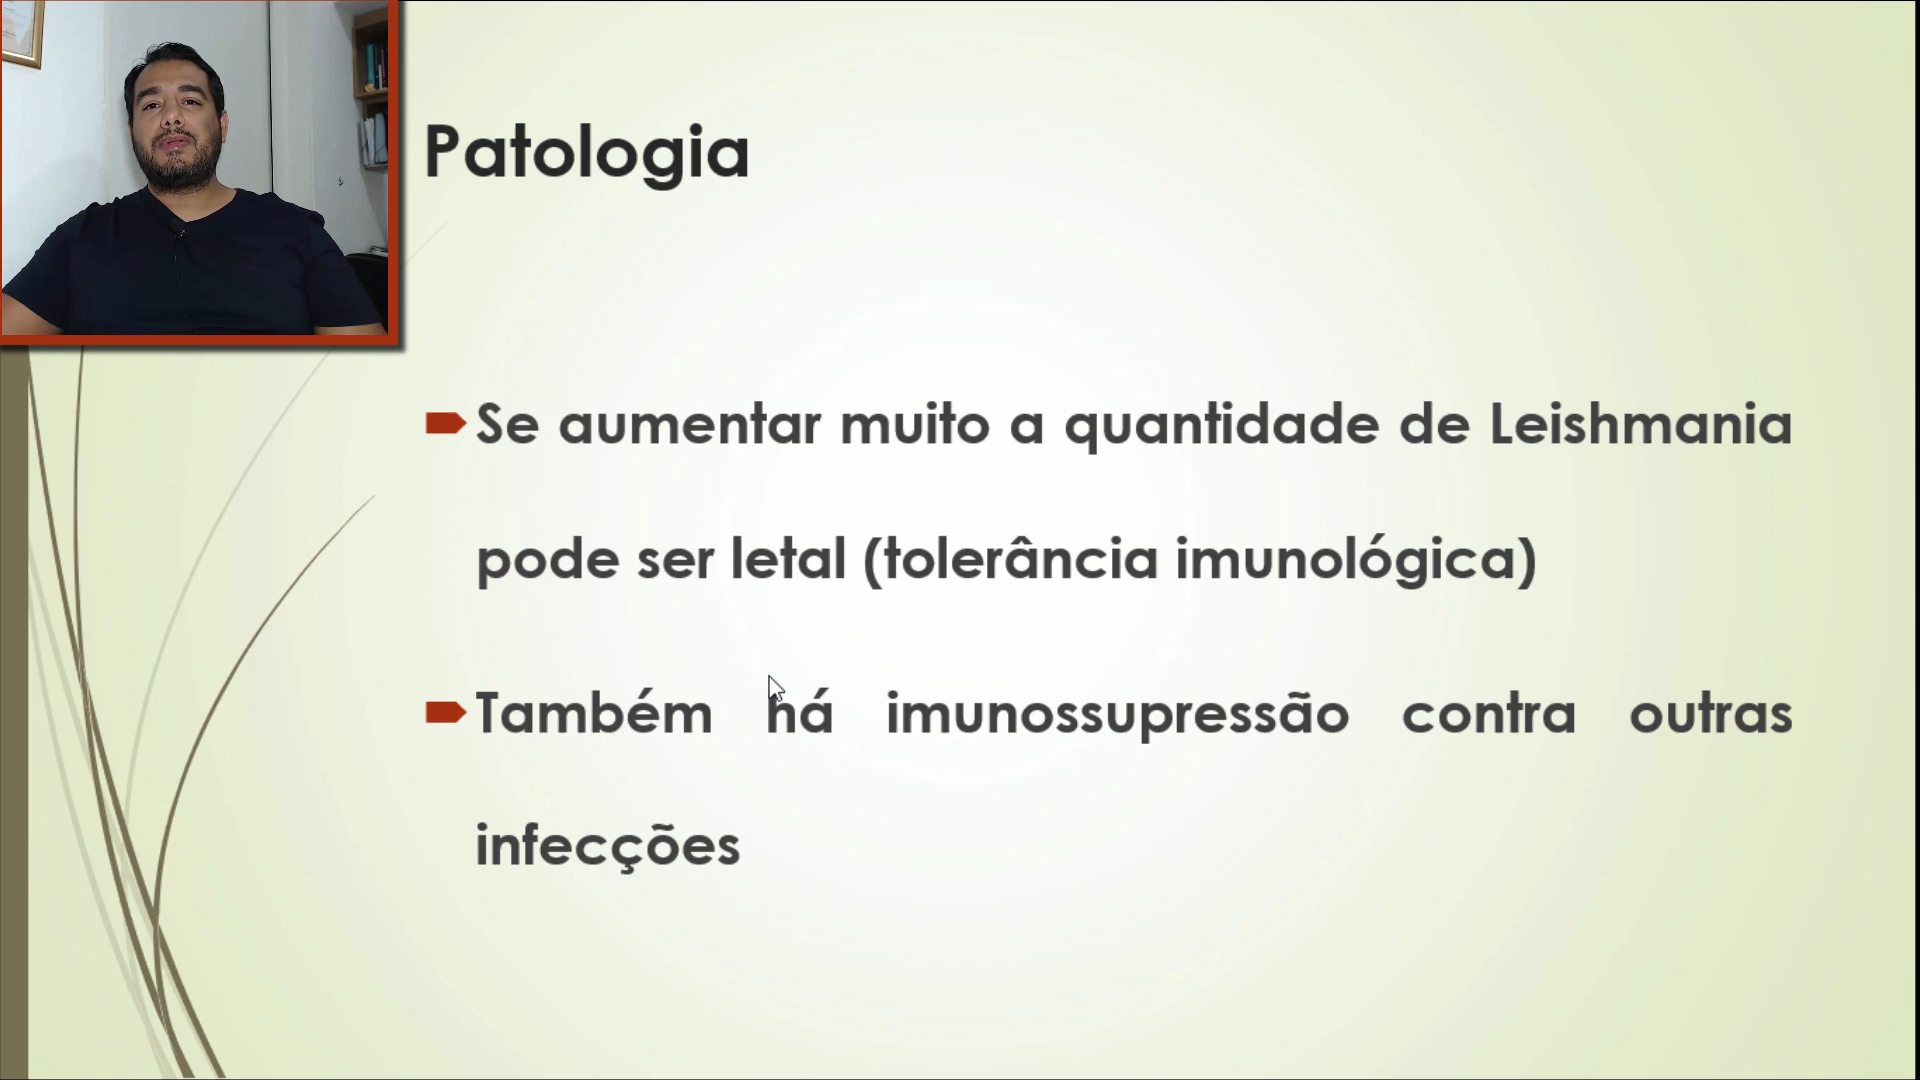 Patologia
Se aumentar muito a quantidade de Leishmania
pode ser letal (tolerância imunológica)
Também há imunossupressão contra outras
infecções